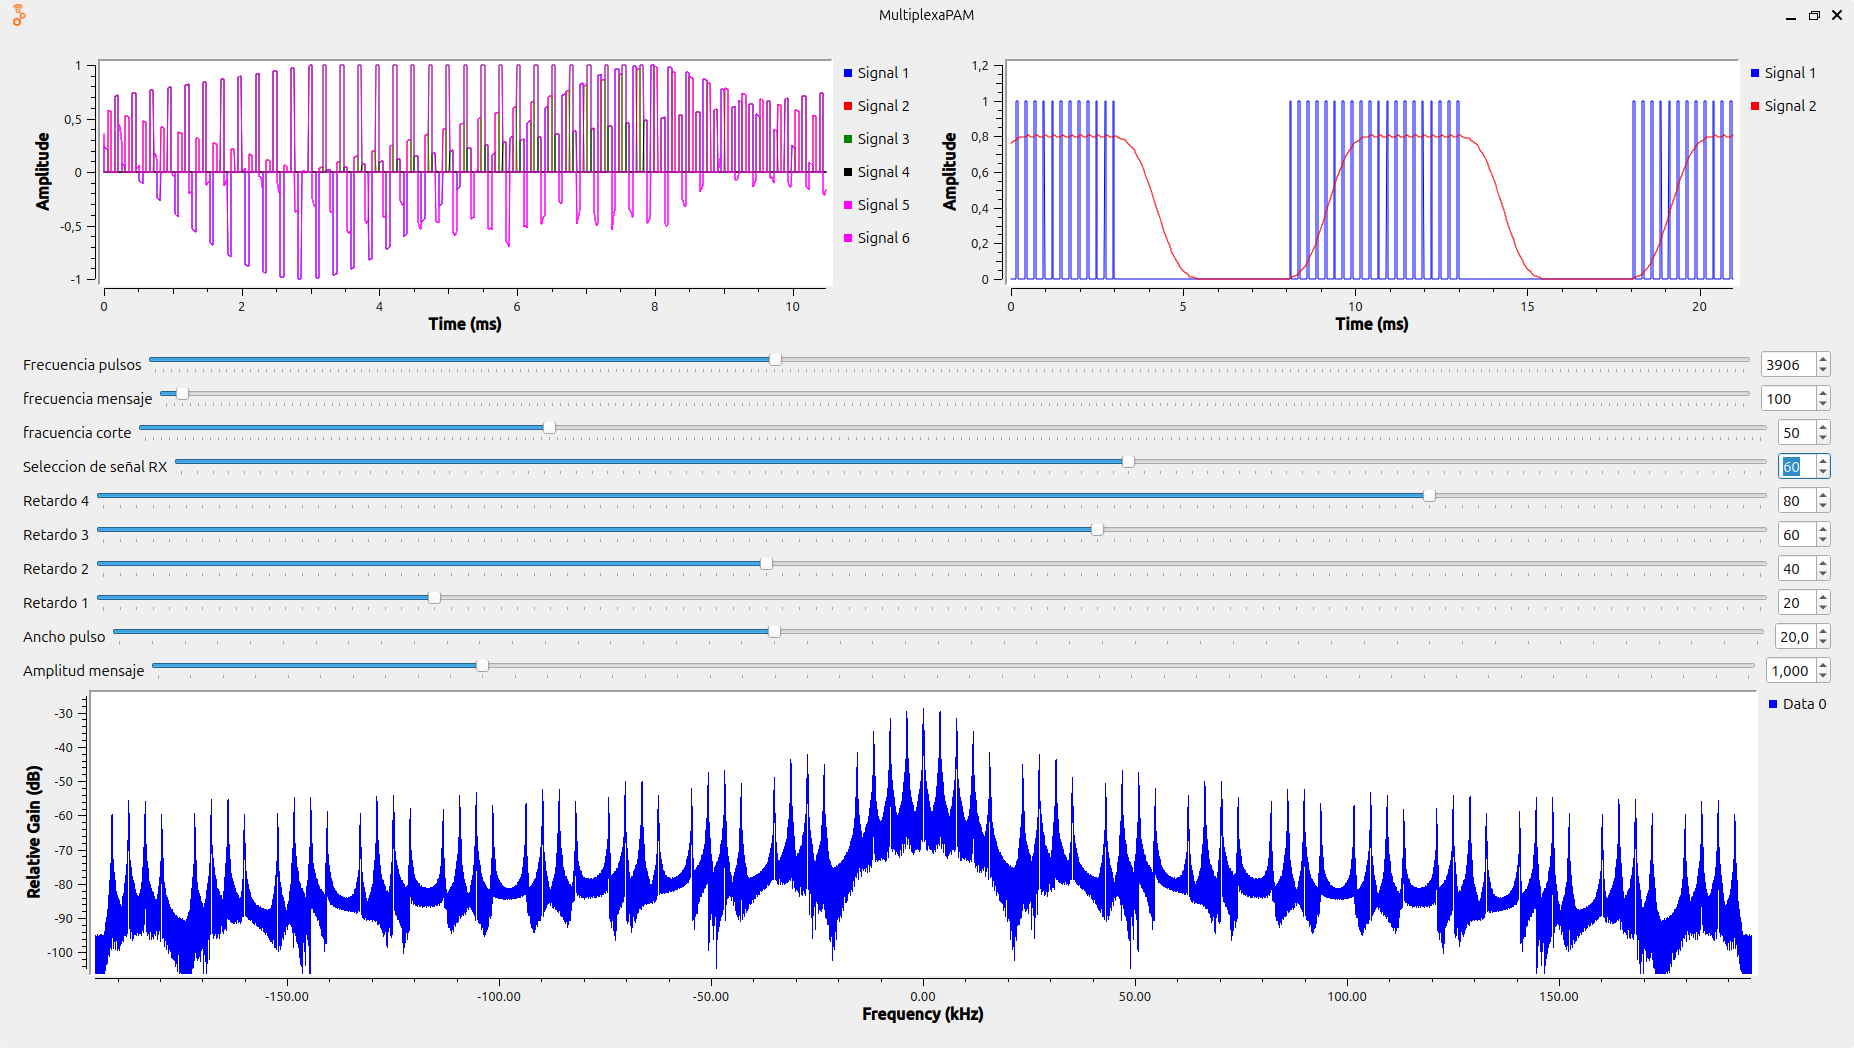 MultiplexaPAM
1
0,5
0
-0,5
-1
Amplitude
0
2
4
6
8
10
Time (ms)
Signal 1
Signal 2
Signal 3
Signal 4
Signal 5
Signal 6
1,2
1
0,8
0,6
0,4
0,2
0
Amplitude
0
5
10
15
20
Time (ms)
Signal 1
Signal 2
Frecuencia pulsos 3906
frecuencia mensaje 100
fracuencia corte 50
Seleccion de señal RX 60
Retardo 4 80
Retardo 3 60
Retardo 2 40
Retardo 1 20
Ancho pulso 20,0
Amplitud mensaje 1,000
-30
-40
-50
-60
-70
-80
-90
-100
Relative Gain (dB)
-150.00
-100.00
-50.00
0.00
50.00
100.00
150.00
Frequency (kHz)
Data 0